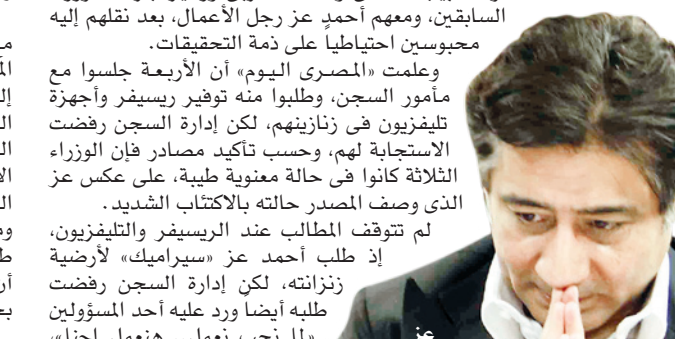 السابقين، ومعهم أحمد عز رجل الأعمال، بعد نقلهم إليه
محبوسين احتياطيا على ذمة التحقيقات.
وعلمت «المصرى اليوم» أن الأربعة جلسوا مع
مأمور السجن، وطلبوا منه توفير ريسيفر وأجهزة
تليفزيون فى زنازينهم، لكن إدارة السجن رفضت
الاستجابة لهم، وحسب تأكيد مصادر فإن الوزراء
الثلاثة كانوا فى حالة معنوية طيبة، على عكس عز
الذى وصف المصدر حالته بالاكتئاب الشديد.
لم تتوقف المطالب عند الريسيفر والتليفزيون،
إذ طلب أحمد عز «سيراميك» لأرضية
زنزانته، لكن إدارة السجن رفضت
طلبه أيضاً ورد عليه أحد المسؤولين
عز